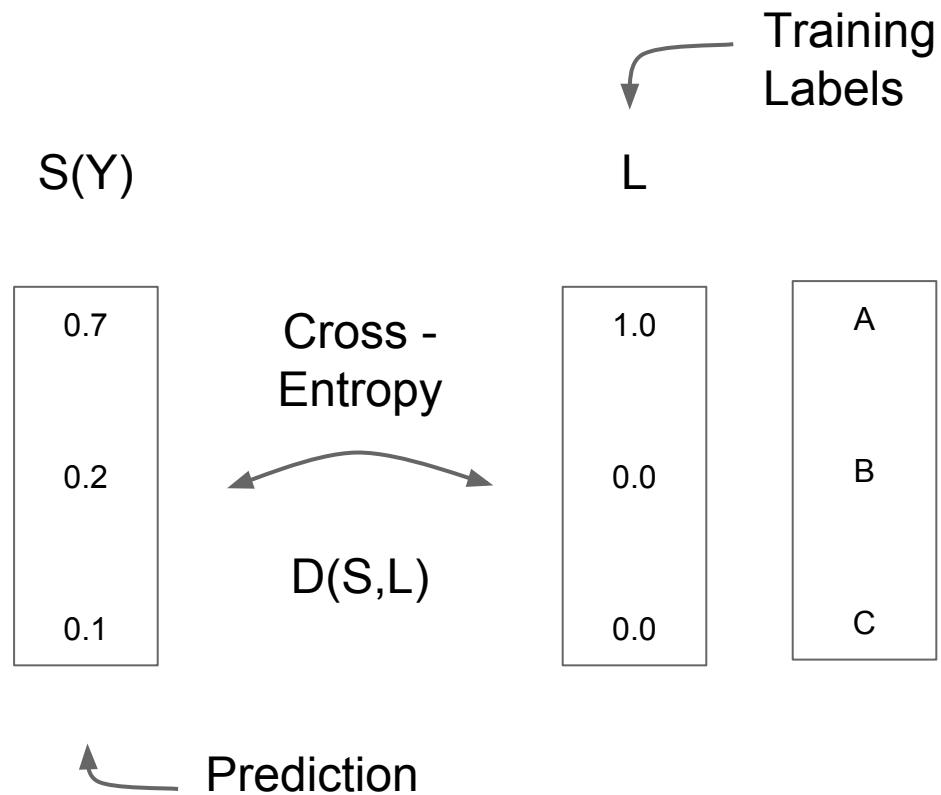 Training
Labels
S(Y)
L
0.7
0.2
0.1
Cross -
Entropy
D(S,L)
1.0
0.0
0.0
A
B
C
Prediction